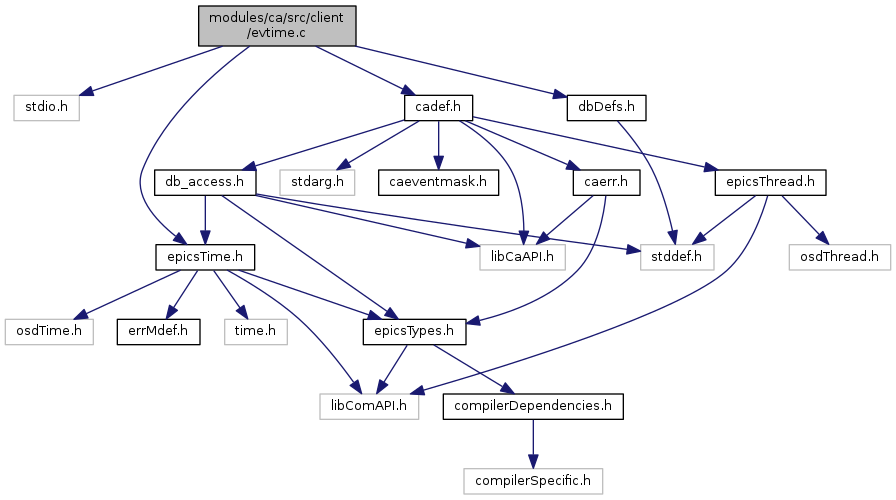 modules/ca/src/client
/evtime.c
stdio.h
cadef.h
dbDefs.h
db_access.h
stdarg.h
caeventmask.h
caerr.h
epicsThread.h
epicsTime.h
libCaAPI.h
stddef.h
osdThread.h
osdTime.h
errMdef.h
time.h
epicsTypes.h
libComAPI.h
compilerDependencies.h
compilerSpecific.h